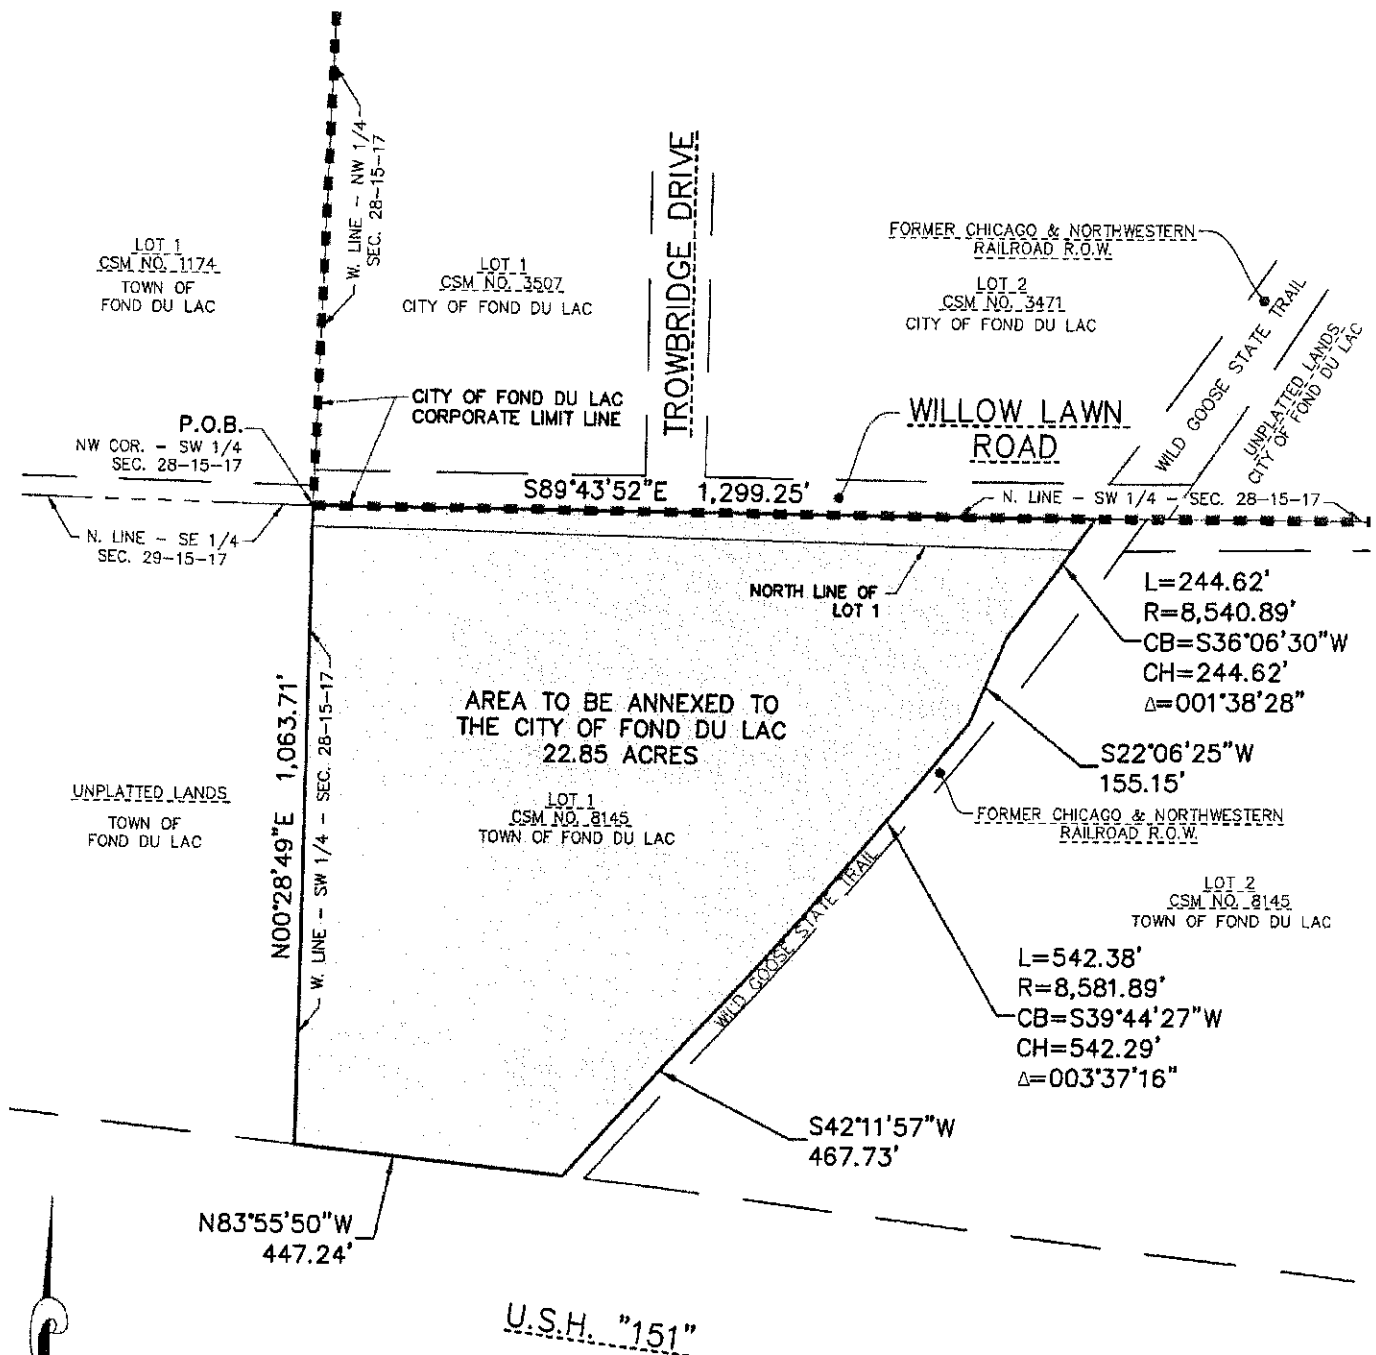 W. LINE - NW 1/4
SEC. 28-15-17
TROWBRIDGE DRIVE
LOT 1
CSM NO. 1174
TOWN OF
FOND DU LAC
LOT 1
CSM NO. 3507
CITY OF FOND DU LAC
FORMER CHICAGO & NORTHWESTERN
RAILROAD R.O.W.
LOT 2
CSM NO. 3471
CITY OF FOND DU LAC
WILD GOOSE STATE TRAIL
UNPLATTED LANDS
CITY OF FOND DU LAC
CITY OF FOND DU LAC
CORPORATE LIMIT LINE
WILLOW LAWN
ROAD
P.O.B.
NW COR. - SW 1/4
SEC. 28-15-17
S89°43'52"E 1,299.25'
N. LINE - SW 1/4 - SEC. 28-15-17
N. LINE - SE 1/4
SEC. 29-15-17
NORTH LINE OF
LOT 1
L=244.62'
R=8,540.89'
CB=S36°06'30"W
CH=244.62'
Δ=001°38'28"
N00°28'49"E 1,063.71'
W. LINE - SW 1/4 - SEC. 28-15-17
AREA TO BE ANNEXED TO
THE CITY OF FOND DU LAC
22.85 ACRES
S22°06'25"W
155.15'
UNPLATTED LANDS
TOWN OF
FOND DU LAC
LOT 1
CSM NO. 8145
TOWN OF FOND DU LAC
FORMER CHICAGO & NORTHWESTERN
RAILROAD R.O.W.
WILD GOOSE STATE TRAIL
LOT 2
CSM NO. 8145
TOWN OF FOND DU LAC
L=542.38'
R=8,581.89'
CB=S39°44'27"W
CH=542.29'
Δ=003°37'16"
S42°11'57"W
467.73'
N83°55'50"W
447.24'
U.S.H. "151"